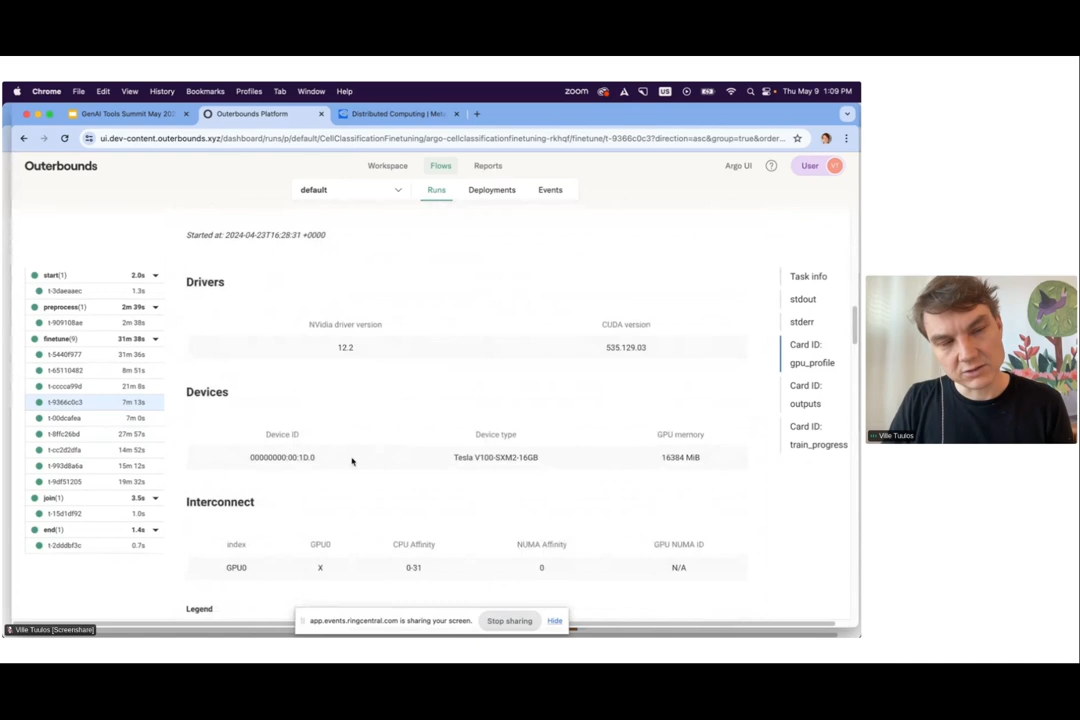 Chrome File Edit View History Bookmarks Profiles Tab Window Help
zoom US Thu May 9 1:09 PM
GenAI Tools Summit May 202
Outerbounds Platform
Distributed Computing | Meta
ui.dev-content.outerbounds.xyz/dashboard/runs/p/default/CellClassificationFinetuning/argo-cellclassificationfinetuning-rkhqf/finetune/t-9366c0c3?direction=asc&group=true&order...
Outerbounds
Workspace Flows Reports
Argo UI ? User VT
default
Runs Deployments Events
Started at: 2024-04-23T16:28:31 +0000
start(1) 2.0s
t-3daeaaec 1.3s
preprocess(1) 2m 39s
t-909108ae 2m 38s
finetune(9) 31m 38s
t-5440f977 31m 36s
t-65110482 8m 51s
t-cccca99d 21m 8s
t-9366c0c3 7m 13s
t-00dcafea 7m 0s
t-8ffc26bd 27m 57s
t-cc2d2dfa 14m 52s
t-993d8a6a 15m 12s
t-9df51205 19m 32s
join(1) 3.5s
t-15d1df92 1.0s
end(1) 1.4s
t-2dddbf3c 0.7s
Drivers
NVidia driver version CUDA version
12.2 535.129.03
Devices
Device ID Device type GPU memory
00000000:00:1D.0 Tesla V100-SXM2-16GB 16384 MiB
Interconnect
index GPU0 CPU Affinity NUMA Affinity GPU NUMA ID
GPU0 X 0-31 0 N/A
Legend
Task info
stdout
stderr
Card ID:
gpu_profile
Card ID:
outputs
Card ID:
train_progress
app.events.ringcentral.com is sharing your screen. Stop sharing Hide
Ville Tuulos [Screenshare]
Ville Tuulos